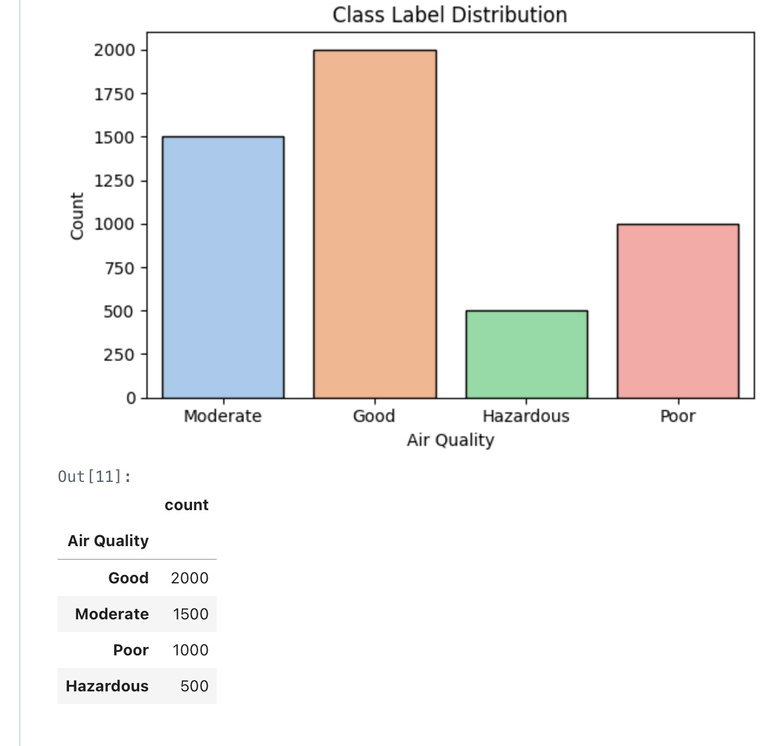 Class Label Distribution
2000
1750
1500
1250
1000
750
500
250
0
Count
Moderate Good Hazardous Poor
Air Quality
Out[11]:
count
Air Quality
Good 2000
Moderate 1500
Poor 1000
Hazardous 500